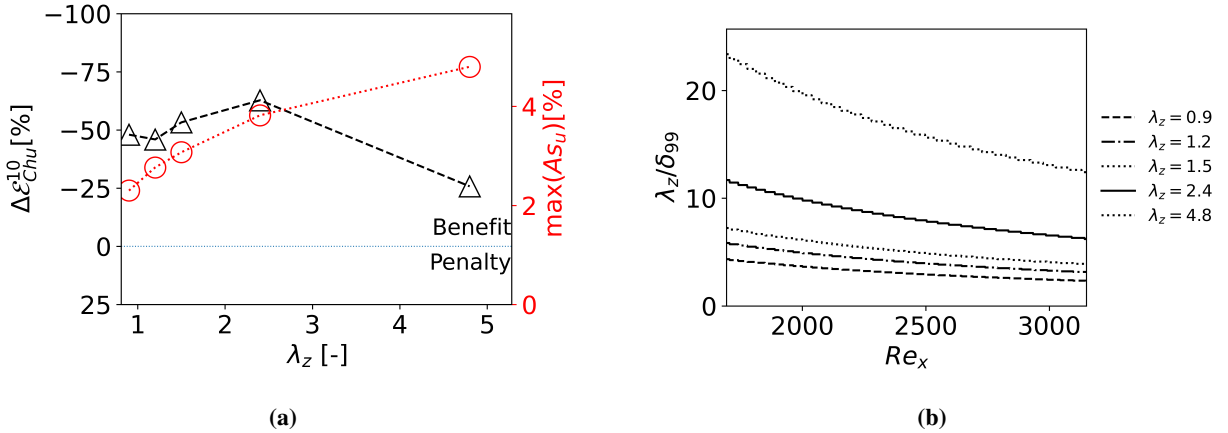 −100
−75
−50
−25
0
25
Δℰ¹⁰_Chu [%]
1
2
3
4
5
λ_z [-]
Benefit
Penalty
4
2
0
max(As_u)[%]
(a)
20
10
0
λ_z/δ_99
2000
2500
3000
Re_x
λ_z = 0.9
λ_z = 1.2
λ_z = 1.5
λ_z = 2.4
λ_z = 4.8
(b)